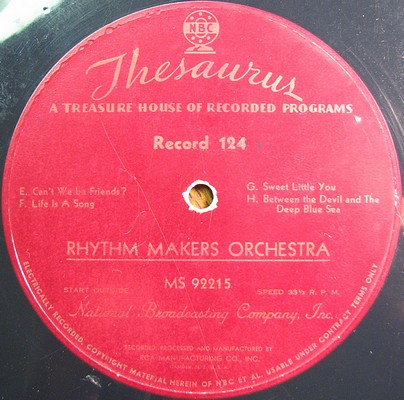 NBC
Thesaurus
A TREASURE HOUSE OF RECORDED PROGRAMS
Record 124
E. Can't We be Friends?
F. Life Is A Song
G. Sweet Little You
H. Between the Devil and The
Deep Blue Sea
RHYTHM MAKERS ORCHESTRA
MS 92215
START OUTSIDE
SPEED 33⅓ R. P. M.
National Broadcasting Company, Inc.
RECORDED, PROCESSED AND MANUFACTURED BY
RCA MANUFACTURING CO., INC.
CAMDEN, N. J., U. S. A.
ELECTRICALLY RECORDED, COPYRIGHT MATERIAL HEREIN OF NBC ET AL. USABLE UNDER CONTRACT TERMS ONLY